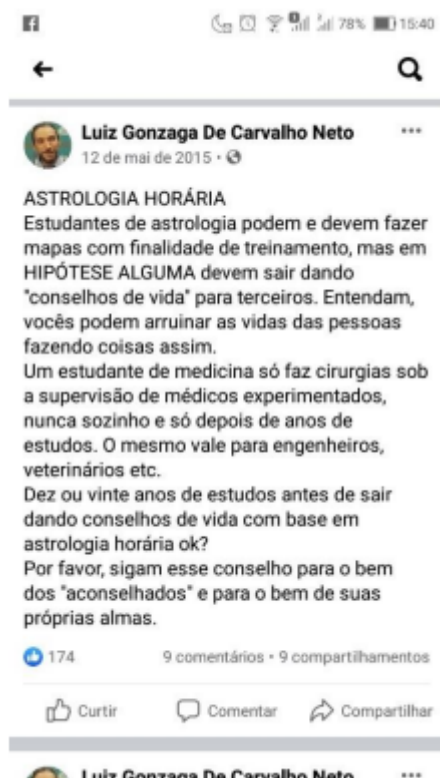 78% 15:40
Luiz Gonzaga De Carvalho Neto
12 de mai de 2015 •
ASTROLOGIA HORÁRIA
Estudantes de astrologia podem e devem fazer
mapas com finalidade de treinamento, mas em
HIPÓTESE ALGUMA devem sair dando
"conselhos de vida" para terceiros. Entendam,
vocês podem arruinar as vidas das pessoas
fazendo coisas assim.
Um estudante de medicina só faz cirurgias sob
a supervisão de médicos experimentados,
nunca sozinho e só depois de anos de
estudos. O mesmo vale para engenheiros,
veterinários etc.
Dez ou vinte anos de estudos antes de sair
dando conselhos de vida com base em
astrologia horária ok?
Por favor, sigam esse conselho para o bem
dos "aconselhados" e para o bem de suas
próprias almas.
174 9 comentários • 9 compartilhamentos
Curtir Comentar Compartilhar
Luiz Gonzaga De Carvalho Neto